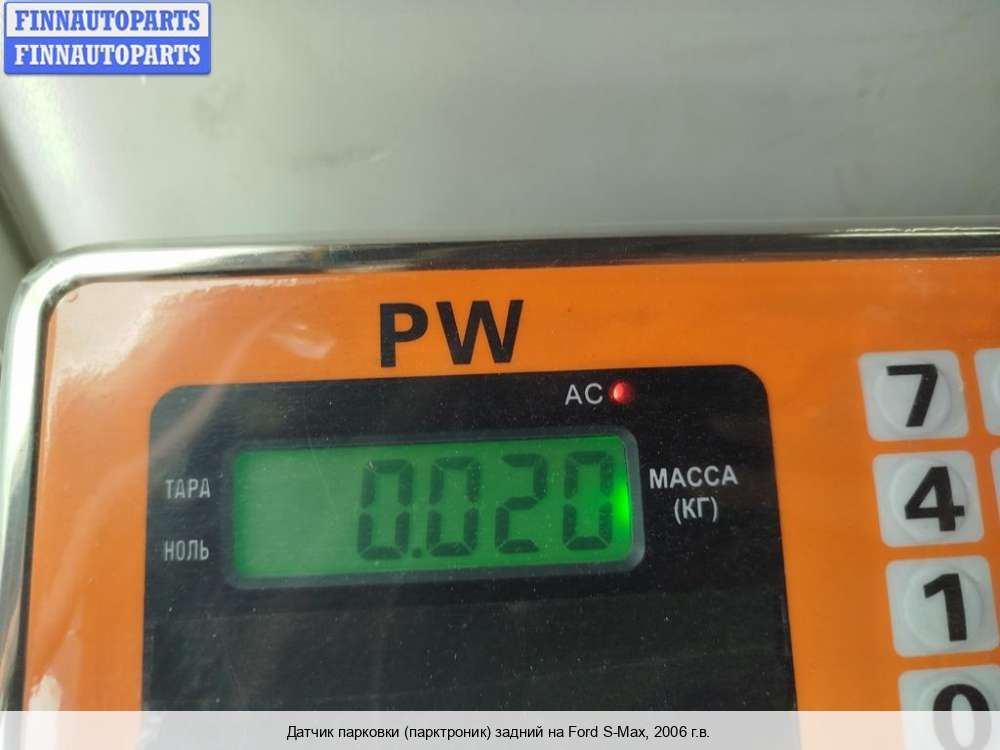 FINNAUTOPARTS
FINNAUTOPARTS
PW
AC
ТАРА
0.020
МАССА
(КГ)
НОЛЬ
7
4
1
0
Датчик парковки (парктроник) задний на Ford S-Max, 2006 г.в.